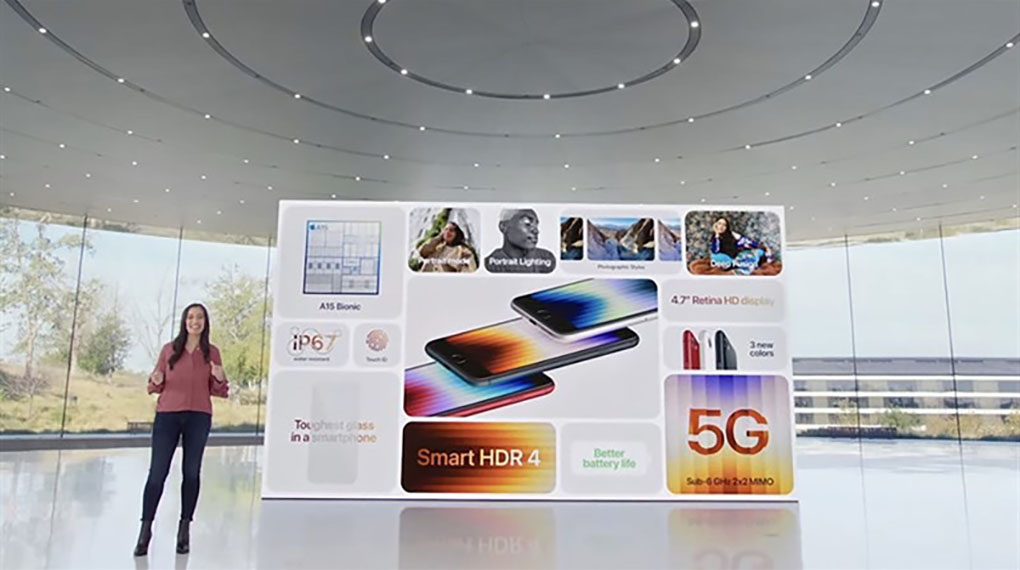 A15
A15 Bionic
Portrait mode
Portrait Lighting
Photographic Styles
Deep Fusion
4.7" Retina HD display
IP67
water resistant
Touch ID
3 new
colors
Toughest glass
in a smartphone
Smart HDR 4
Better
battery life
5G
Sub-6 GHz 2x2 MIMO